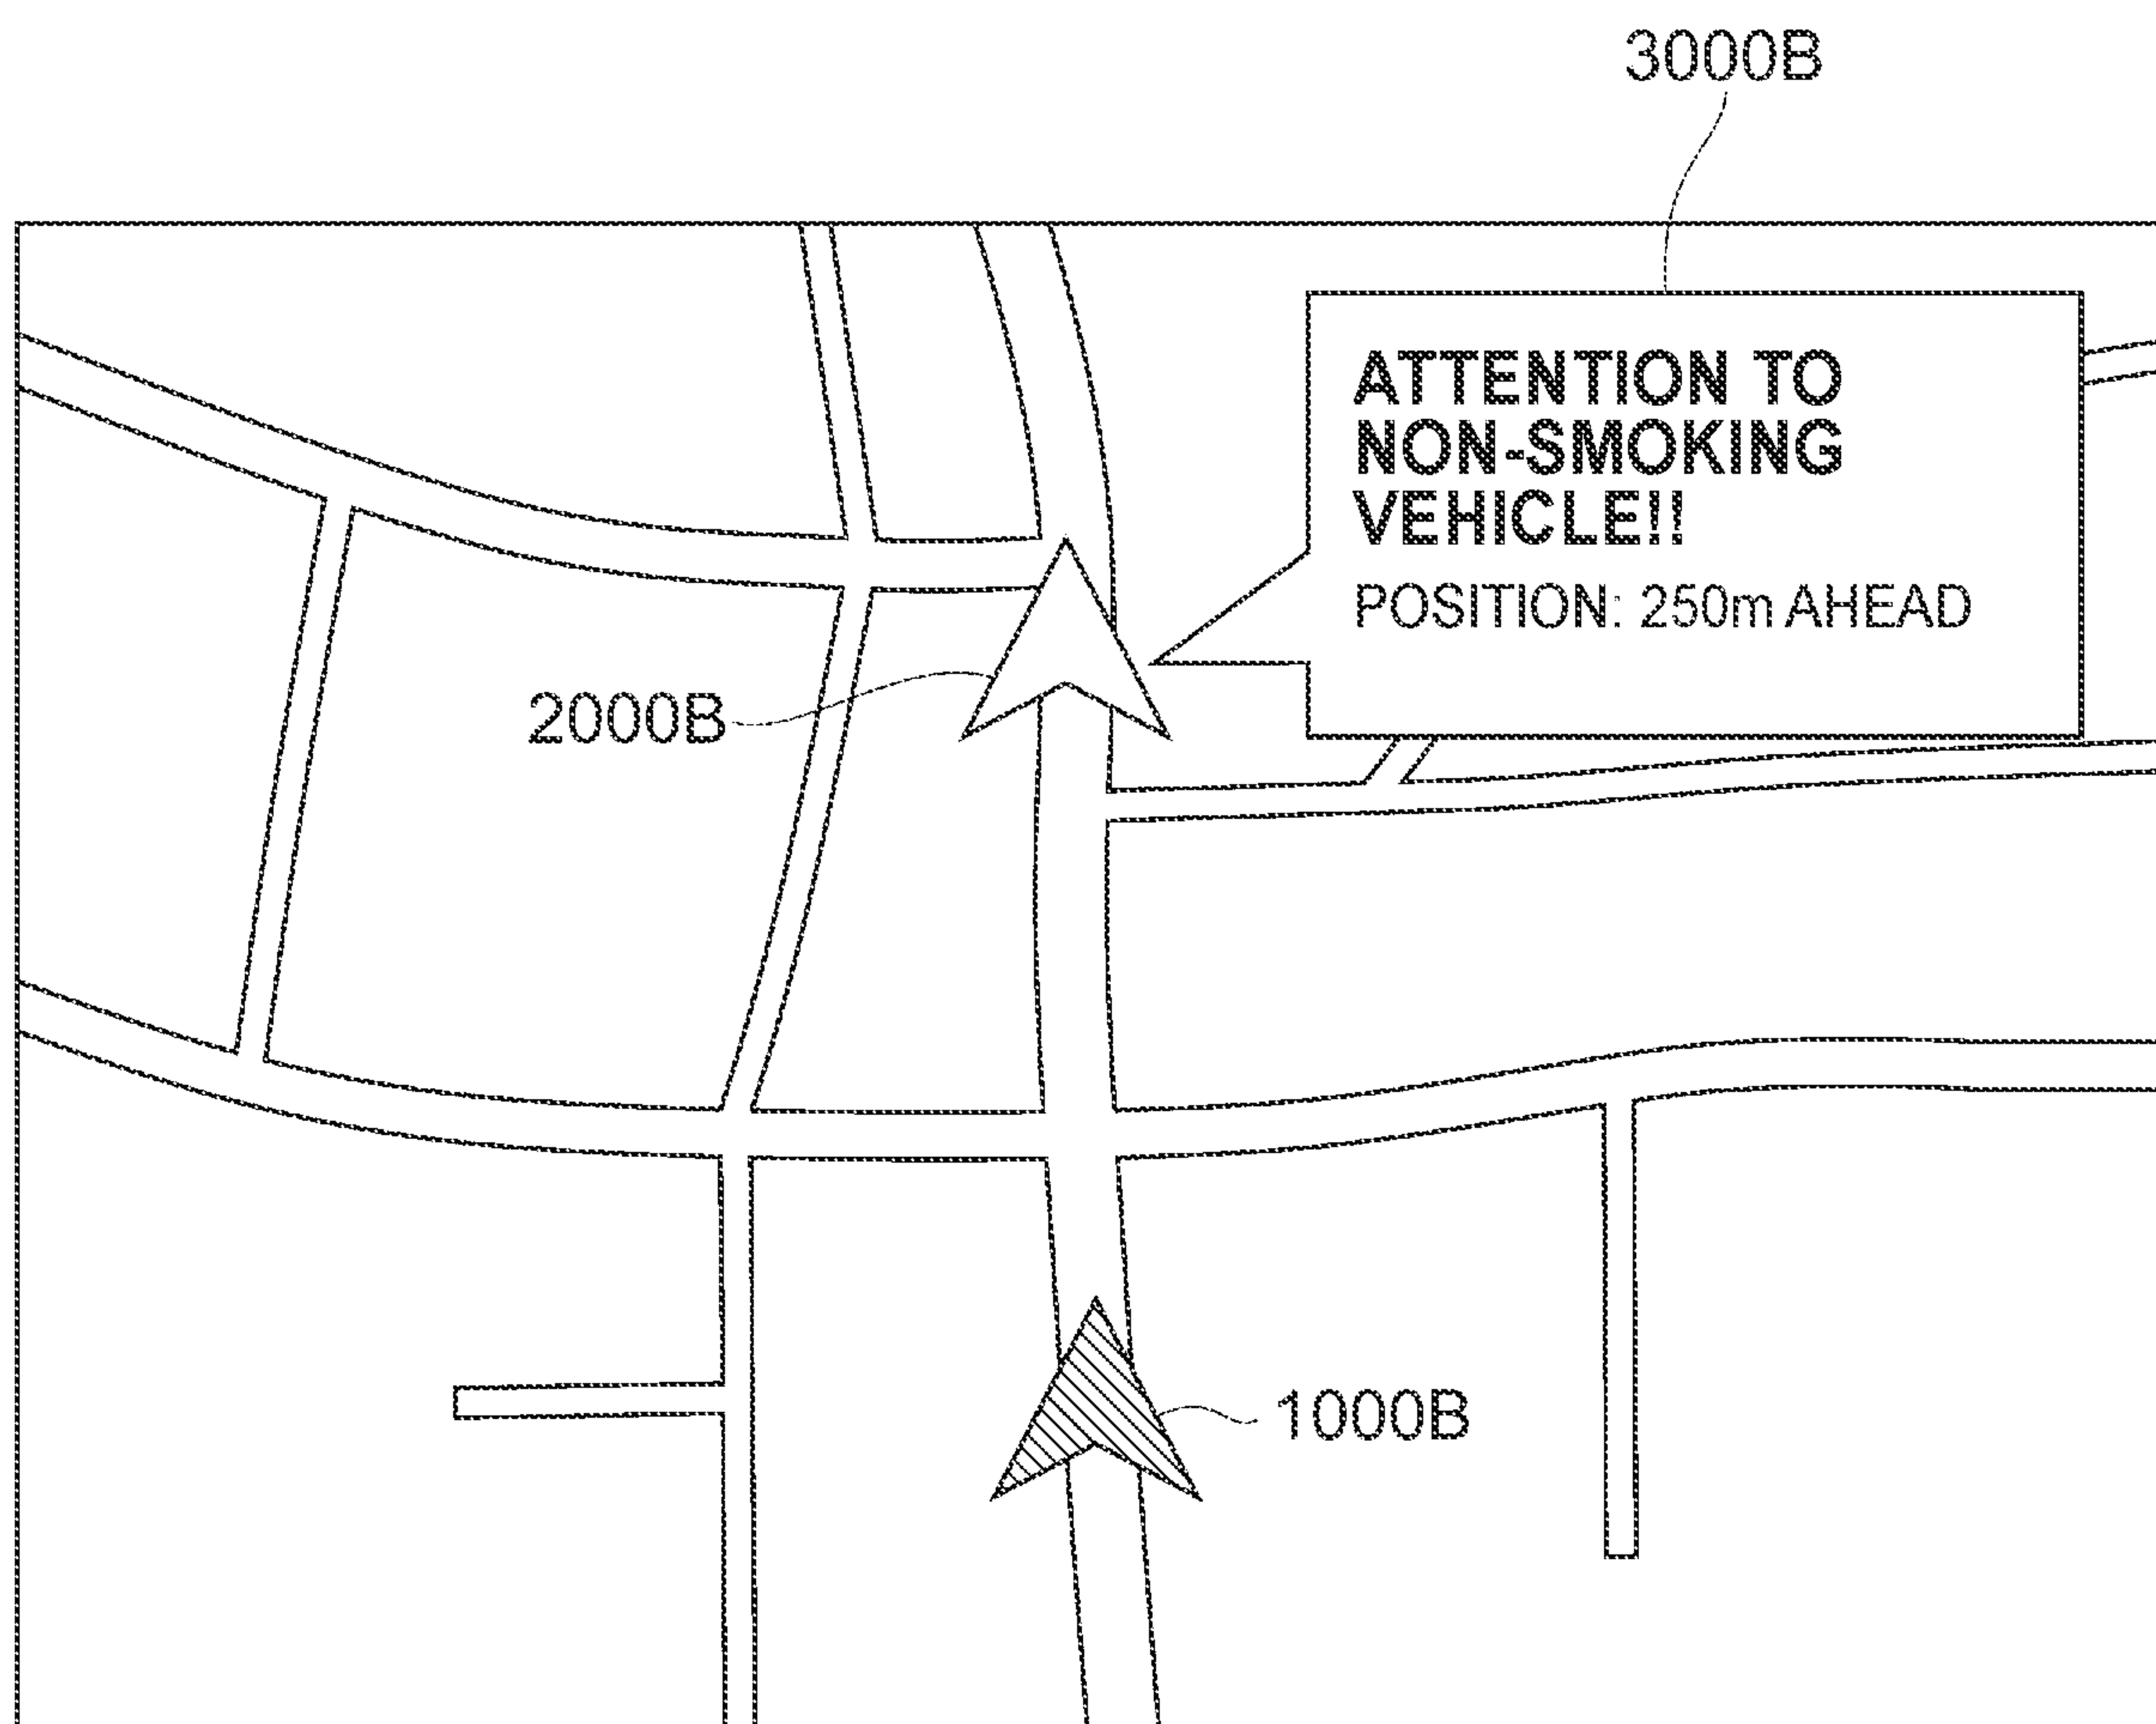 3000B
ATTENTION TO
NON-SMOKING
VEHICLE!!
POSITION: 250m AHEAD
2000B
1000B